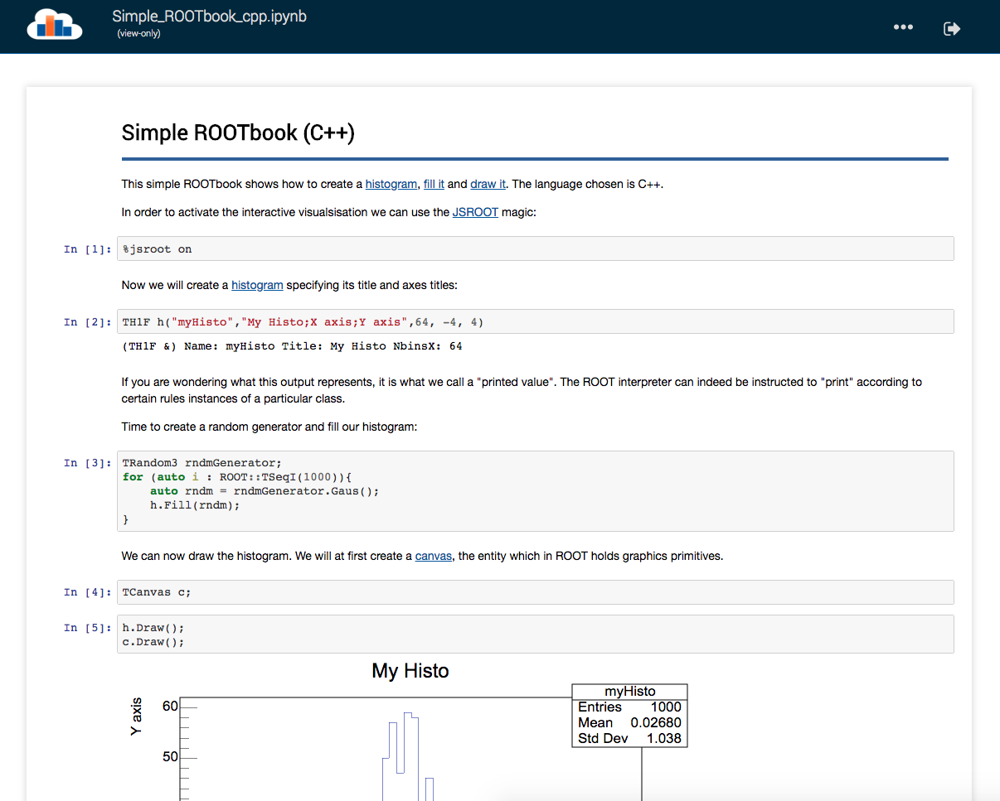 Simple_ROOTbook_cpp.ipynb
(view-only)
Simple ROOTbook (C++)
This simple ROOTbook shows how to create a histogram, fill it and draw it. The language chosen is C++.
In order to activate the interactive visualsisation we can use the JSROOT magic:
In [1]: %jsroot on
Now we will create a histogram specifying its title and axes titles:
In [2]: TH1F h("myHisto","My Histo;X axis;Y axis",64, -4, 4)
(TH1F &) Name: myHisto Title: My Histo NbinsX: 64
If you are wondering what this output represents, it is what we call a "printed value". The ROOT interpreter can indeed be instructed to "print" according to
certain rules instances of a particular class.
Time to create a random generator and fill our histogram:
In [3]: TRandom3 rndmGenerator;
for (auto i : ROOT::TSeqI(1000)){
    auto rndm = rndmGenerator.Gaus();
    h.Fill(rndm);
}
We can now draw the histogram. We will at first create a canvas, the entity which in ROOT holds graphics primitives.
In [4]: TCanvas c;
In [5]: h.Draw();
c.Draw();
My Histo
myHisto
Entries 1000
Mean 0.02680
Std Dev 1.038
Y axis
60
50